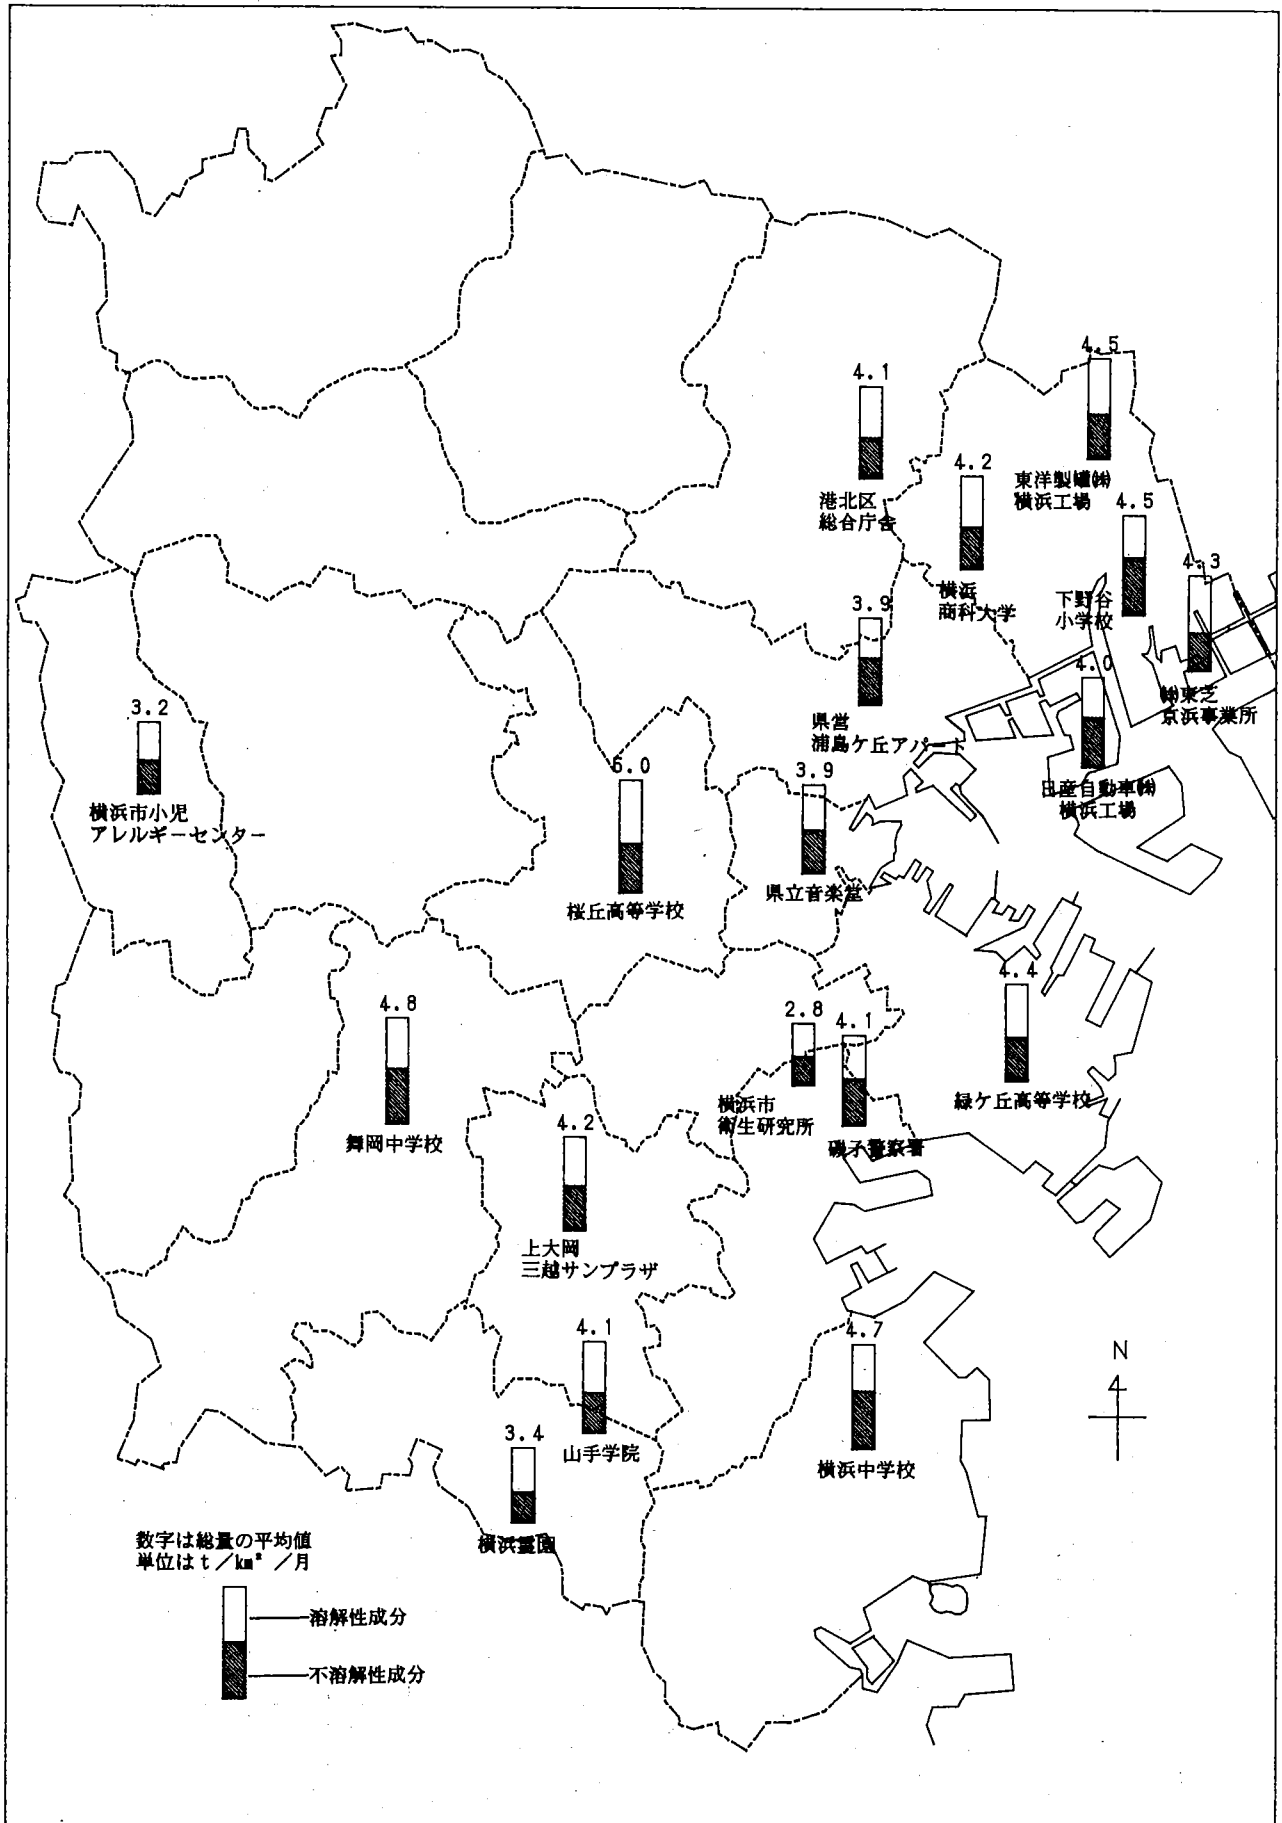 4.5
4.1
東洋製罐㈱
横浜工場
4.2
港北区
総合庁舎
4.5
4.3
横浜
商科大学
下野谷
小学校
3.9
4.0
㈱東芝
京浜事業所
3.2
県営
浦島ケ丘アパート
日産自動車㈱
横浜工場
横浜市小児
アレルギーセンター
5.0
3.9
桜丘高等学校
県立音楽堂
4.4
4.8
2.8
4.1
緑ケ丘高等学校
横浜市
衛生研究所
磯子警察署
舞岡中学校
4.2
上大岡
三越サンプラザ
4.1
4.7
N
山手学院
3.4
横浜中学校
横浜霊園
数字は総量の平均値
単位はt/km²/月
溶解性成分
不溶解性成分